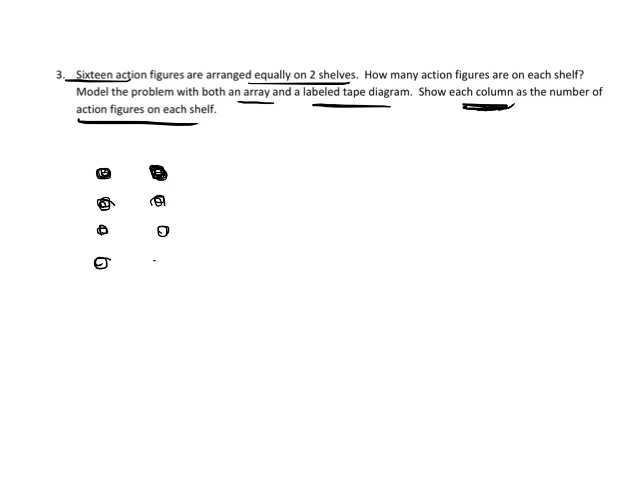 3. Sixteen action figures are arranged equally on 2 shelves. How many action figures are on each shelf?
Model the problem with both an array and a labeled tape diagram. Show each column as the number of
action figures on each shelf.